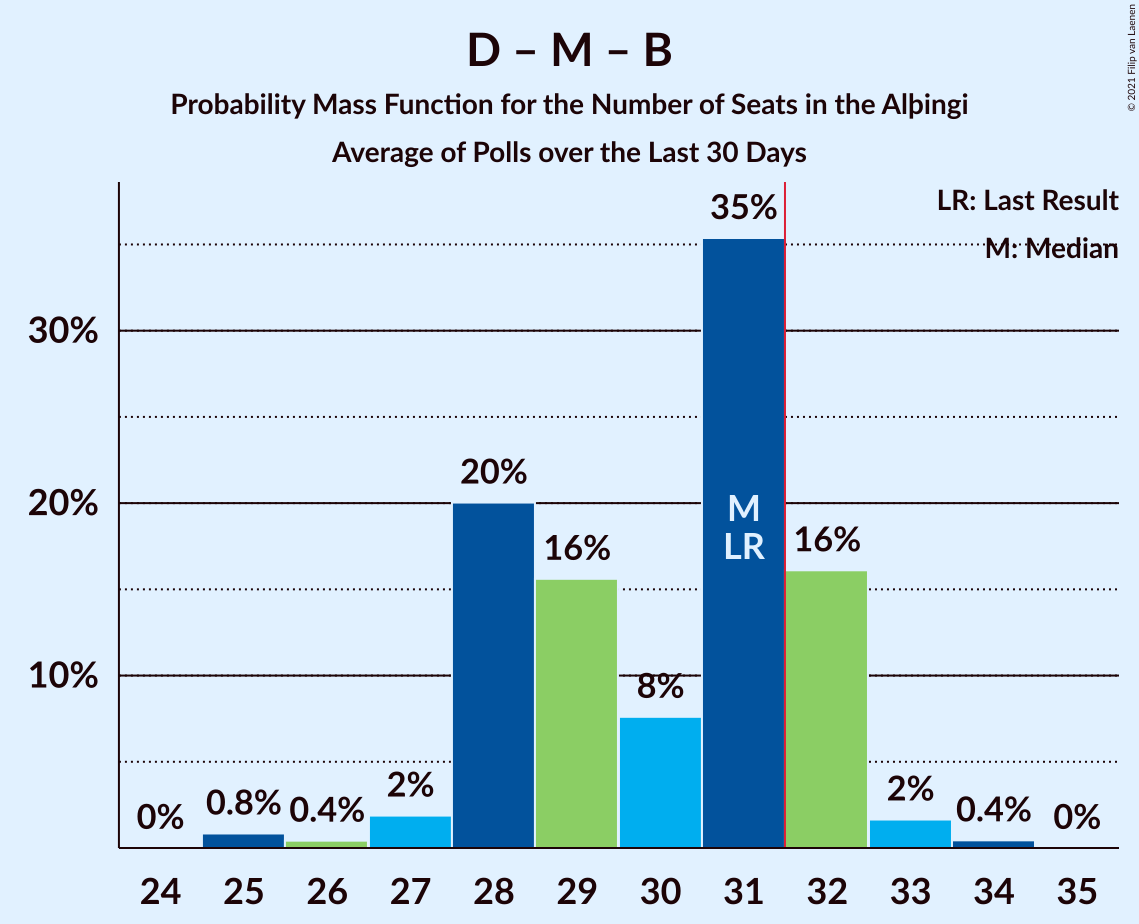 D – M – B
Probability Mass Function for the Number of Seats in the Alþingi
Average of Polls over the Last 30 Days
© 2021 Filip van Laenen
LR: Last Result
M: Median
35%
30%
20%
20%
16%
M
LR
16%
10%
8%
2%
0%
0.8%
0.4%
2%
0.4%
0%
24 25 26 27 28 29 30 31 32 33 34 35